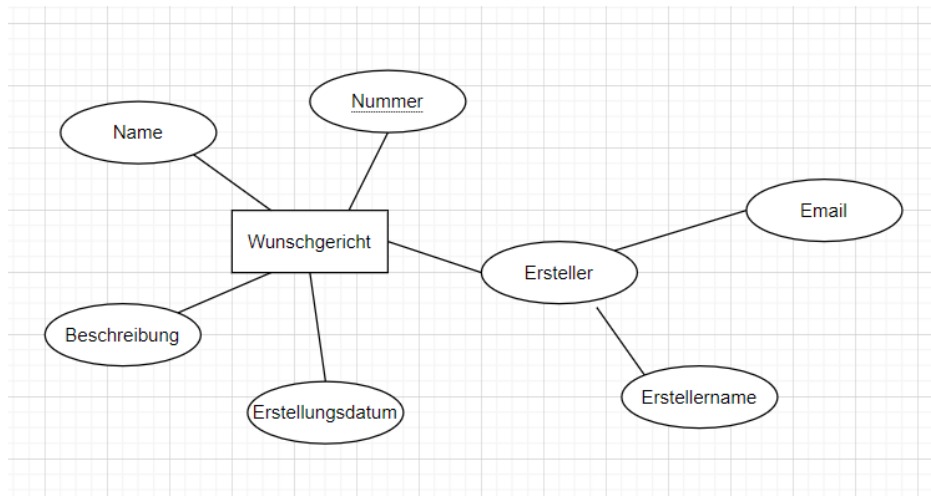 Nummer
Name
Email
Wunschgericht
Ersteller
Beschreibung
Erstellername
Erstellungsdatum